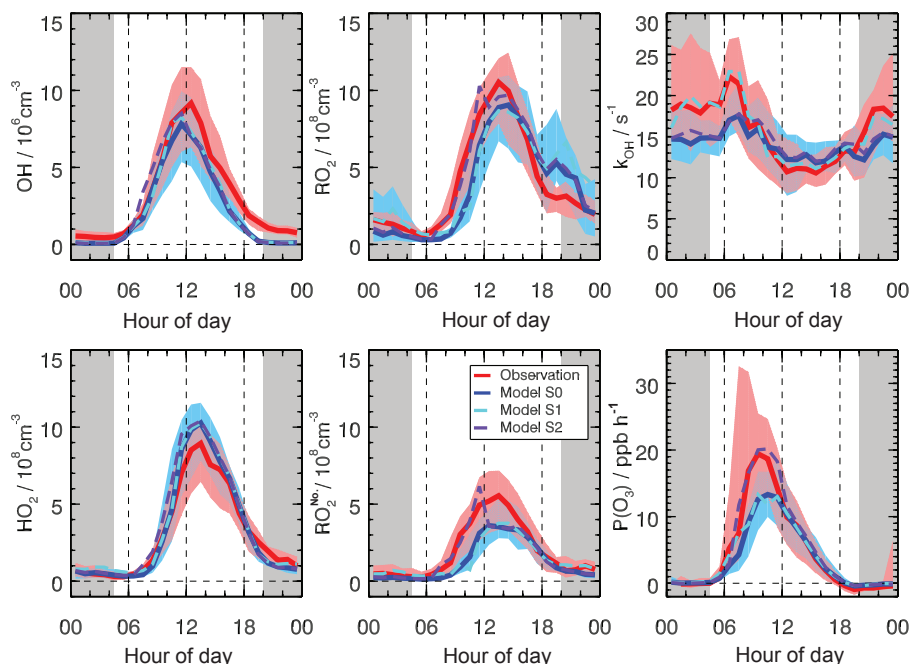 OH / 10⁶cm⁻³
15
10
5
0
00 06 12 18 00
Hour of day
RO₂ / 10⁸cm⁻³
15
10
5
0
00 06 12 18 00
Hour of day
k_OH / s⁻¹
30
25
20
15
10
5
0
00 06 12 18 00
Hour of day
HO₂ / 10⁸cm⁻³
15
10
5
0
00 06 12 18 00
Hour of day
RO₂^No. / 10⁸cm⁻³
15
10
5
0
Observation
Model S0
Model S1
Model S2
00 06 12 18 00
Hour of day
P(O₃) / ppb h⁻¹
30
20
10
0
00 06 12 18 00
Hour of day